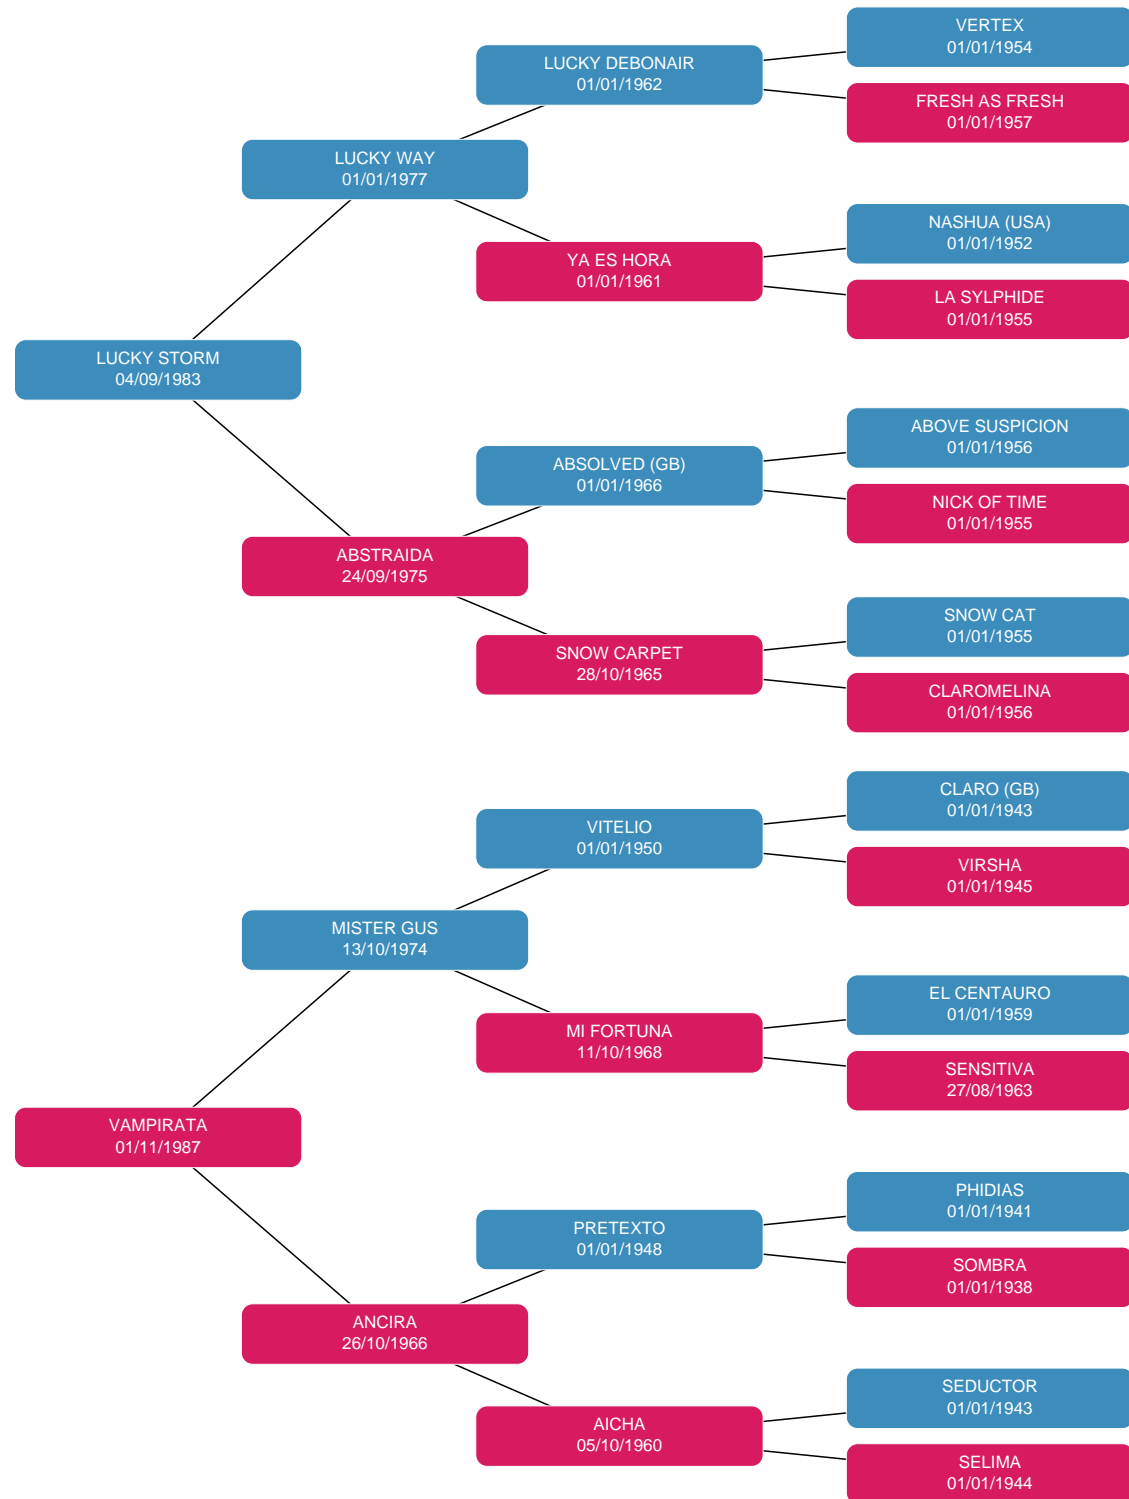 VERTEX
01/01/1954
LUCKY DEBONAIR
01/01/1962
FRESH AS FRESH
01/01/1957
LUCKY WAY
01/01/1977
NASHUA (USA)
01/01/1952
YA ES HORA
01/01/1961
LA SYLPHIDE
01/01/1955
LUCKY STORM
04/09/1983
ABOVE SUSPICION
01/01/1956
ABSOLVED (GB)
01/01/1966
NICK OF TIME
01/01/1955
ABSTRAIDA
24/09/1975
SNOW CAT
01/01/1955
SNOW CARPET
28/10/1965
CLAROMELINA
01/01/1956
CLARO (GB)
01/01/1943
VITELIO
01/01/1950
VIRSHA
01/01/1945
MISTER GUS
13/10/1974
EL CENTAURO
01/01/1959
MI FORTUNA
11/10/1968
SENSITIVA
27/08/1963
VAMPIRATA
01/11/1987
PHIDIAS
01/01/1941
PRETEXTO
01/01/1948
SOMBRA
01/01/1938
ANCIRA
26/10/1966
SEDUCTOR
01/01/1943
AICHA
05/10/1960
SELIMA
01/01/1944